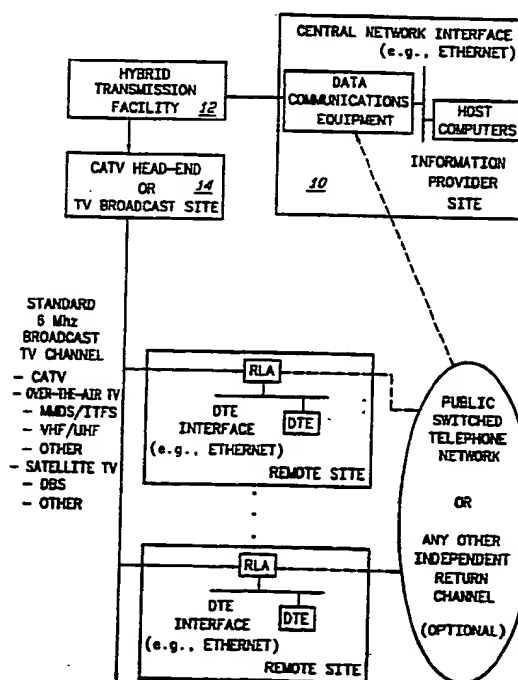 CENTRAL NETWORK INTERFACE
(e.g., ETHERNET)
HYBRID
TRANSMISSION
FACILITY 12
DATA
COMMUNICATIONS
EQUIPMENT
HOST
COMPUTERS
CATV HEAD-END
OR 14
TV BROADCAST SITE
10
INFORMATION
PROVIDER
SITE
STANDARD
6 Mhz
BROADCAST
TV CHANNEL
- CATV
- OVER-THE-AIR TV
- MMDS/ITFS
- VHF/UHF
- OTHER
- SATELLITE TV
- DBS
- OTHER
RLA
DTE
INTERFACE
(e.g., ETHERNET)
DTE
REMOTE SITE
RLA
DTE
INTERFACE
(e.g., ETHERNET)
DTE
REMOTE SITE
PUBLIC
SWITCHED
TELEPHONE
NETWORK
OR
ANY OTHER
INDEPENDENT
RETURN
CHANNEL
(OPTIONAL)